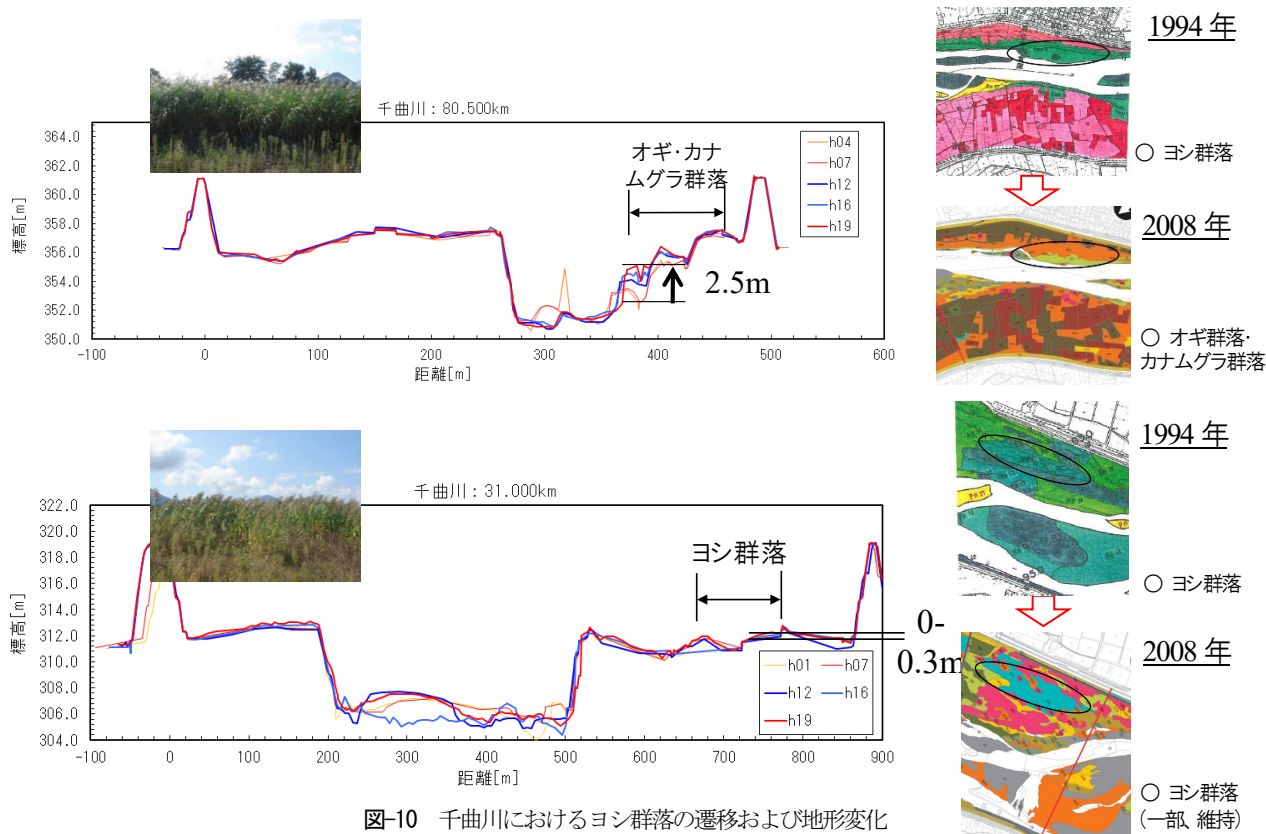 千曲川：80.500km
標高[m]
364.0
362.0
360.0
358.0
356.0
354.0
352.0
350.0
-100
0
100
200
300
400
500
600
距離[m]
オギ・カナ
ムグラ群落
2.5m
h04
h07
h12
h16
h19
1994 年
○ ヨシ群落
2008 年
○ オギ群落・
カナムグラ群落
千曲川：31.000km
標高[m]
322.0
320.0
318.0
316.0
314.0
312.0
310.0
308.0
306.0
304.0
-100
0
100
200
300
400
500
600
700
800
900
距離[m]
ヨシ群落
0-
0.3m
h01
h07
h12
h16
h19
1994 年
○ ヨシ群落
2008 年
○ ヨシ群落
(一部、維持)
図-10 千曲川におけるヨシ群落の遷移および地形変化